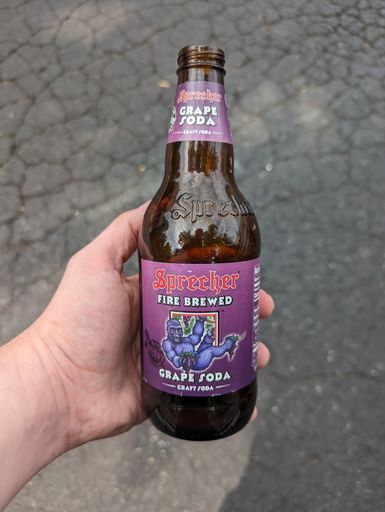 Sprecher
GRAPE
SODA
CRAFT SODA
Sprecher
Sprecher
FIRE BREWED
GRAPE SODA
CRAFT SODA